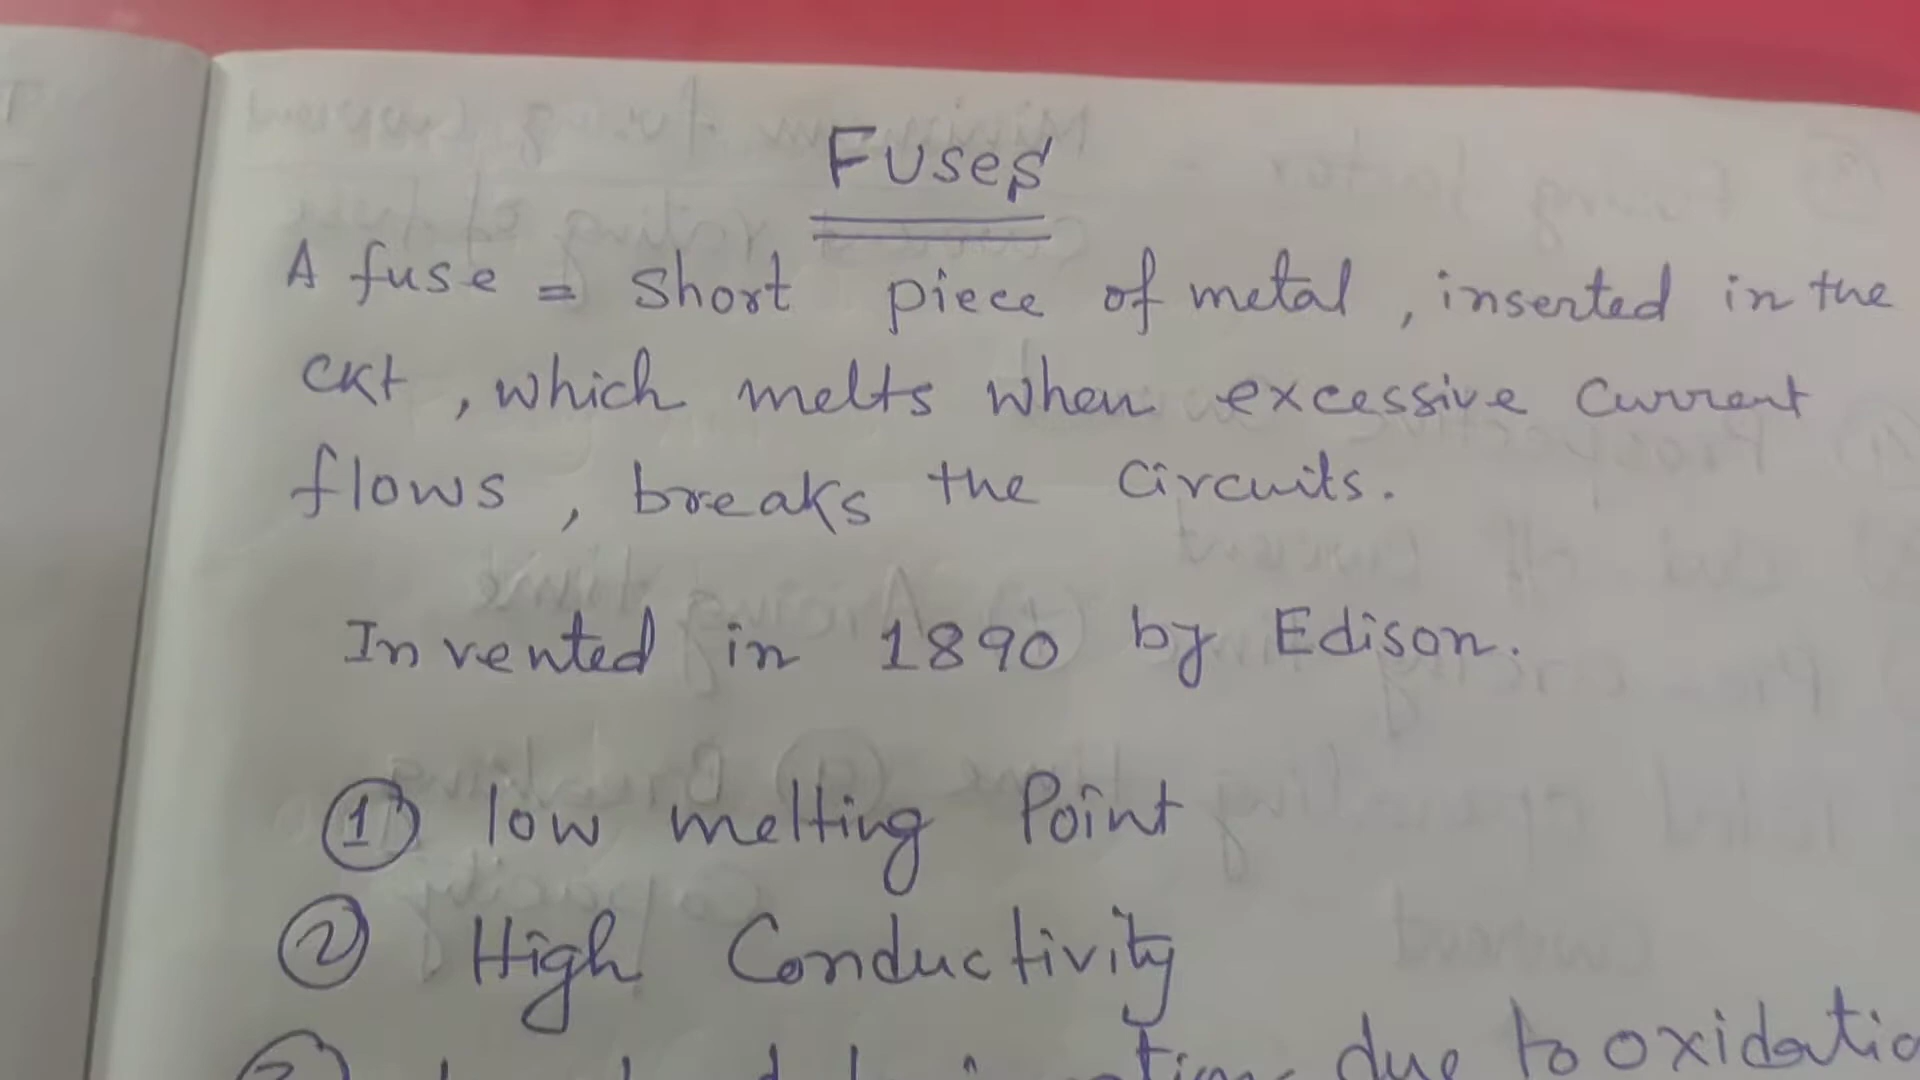 Fuses
A fuse = short piece of metal, inserted in the
ckt, which melts when excessive current
flows, breaks the circuits.
Invented in 1890 by Edison.
① low melting Point
② High Conductivity
due to oxidatio